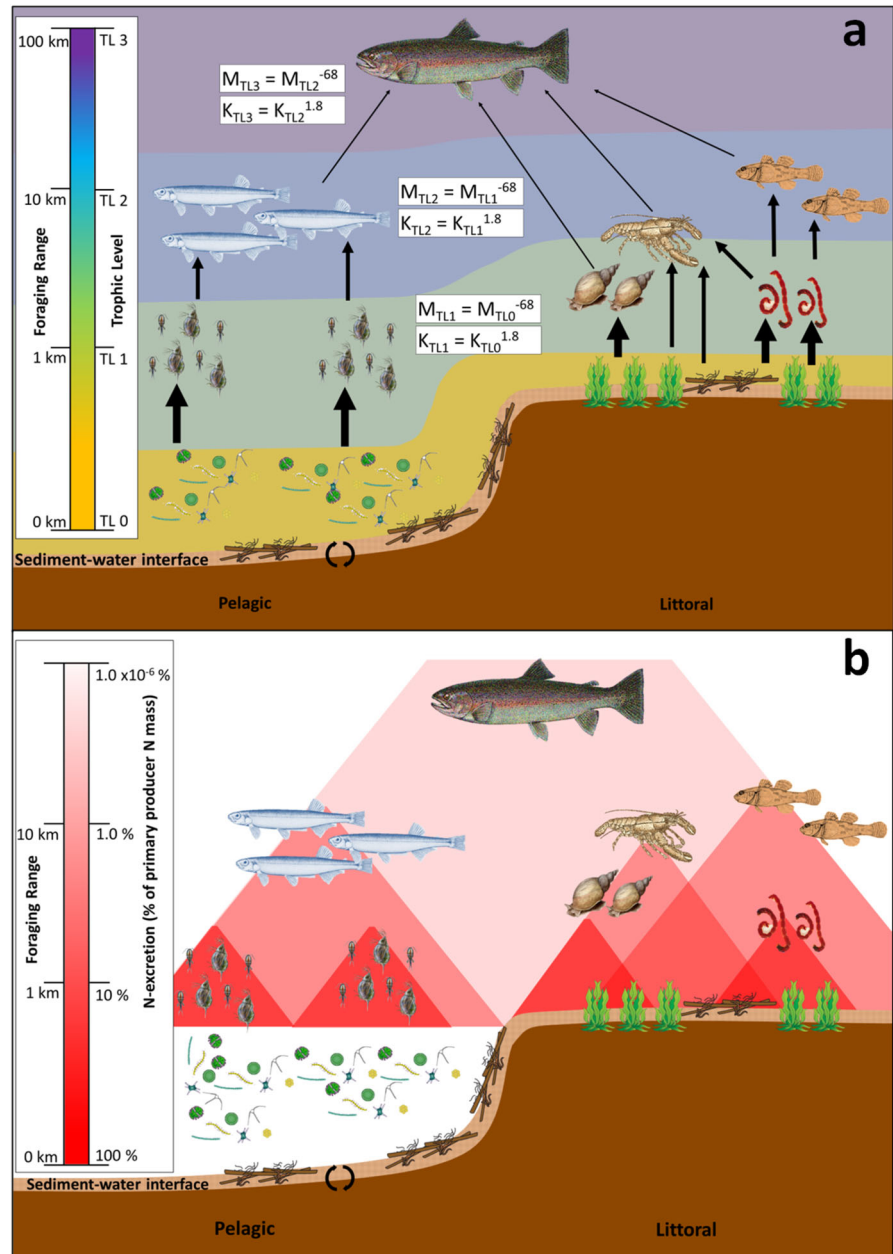 a
100 km
TL 3
10 km
TL 2
1 km
TL 1
0 km
TL 0
Foraging Range
Trophic Level
M_TL3 = M_TL2^-68
K_TL3 = K_TL2^1.8
M_TL2 = M_TL1^-68
K_TL2 = K_TL1^1.8
M_TL1 = M_TL0^-68
K_TL1 = K_TL0^1.8
Sediment-water interface
Pelagic
Littoral
b
1.0 x10^-6 %
10 km
1.0 %
1 km
10 %
0 km
100 %
Foraging Range
N-excretion (% of primary producer N mass)
Sediment-water interface
Pelagic
Littoral